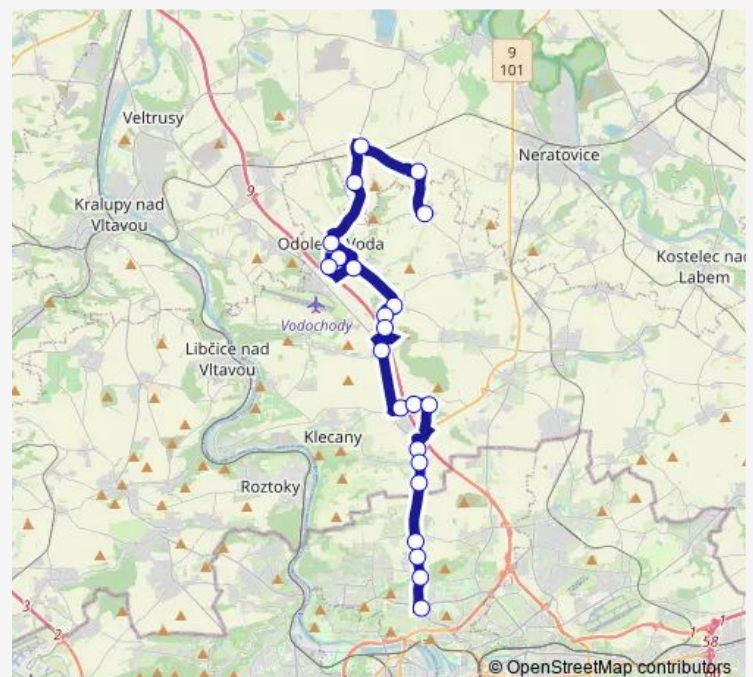 9
101
Veltrusy
Neratovice
9
Kralupy nad
Vltavou
Odolena Voda
Kostelec nad
Labem
Vodochody
Libčice nad
Vltavou
Klecany
Roztoky
3
2
1
1
58
© OpenStreetMap contributors